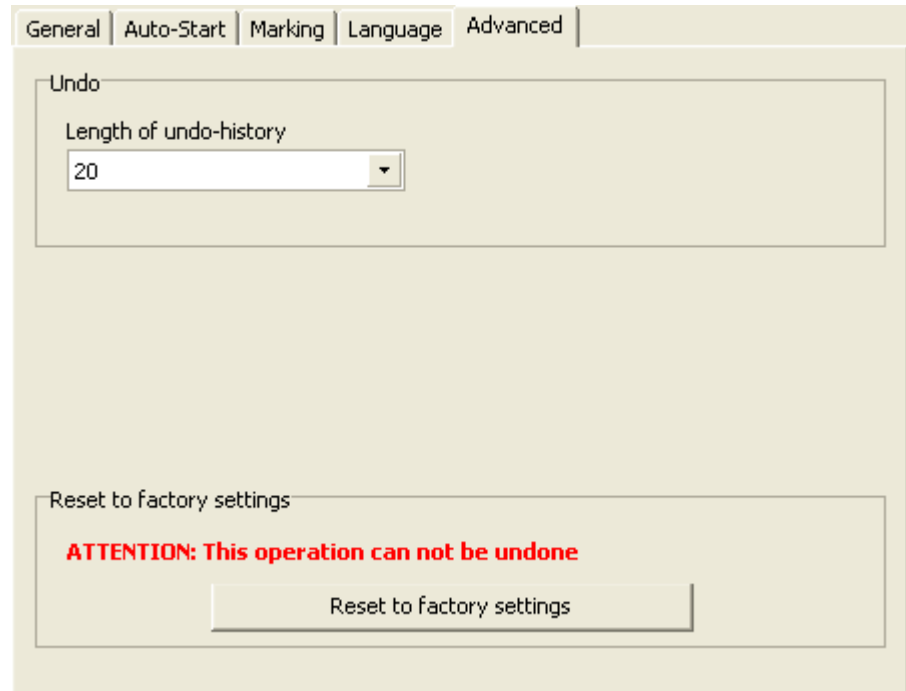 General Auto-Start Marking Language Advanced
Undo
Length of undo-history
20
Reset to factory settings
ATTENTION: This operation can not be undone
Reset to factory settings